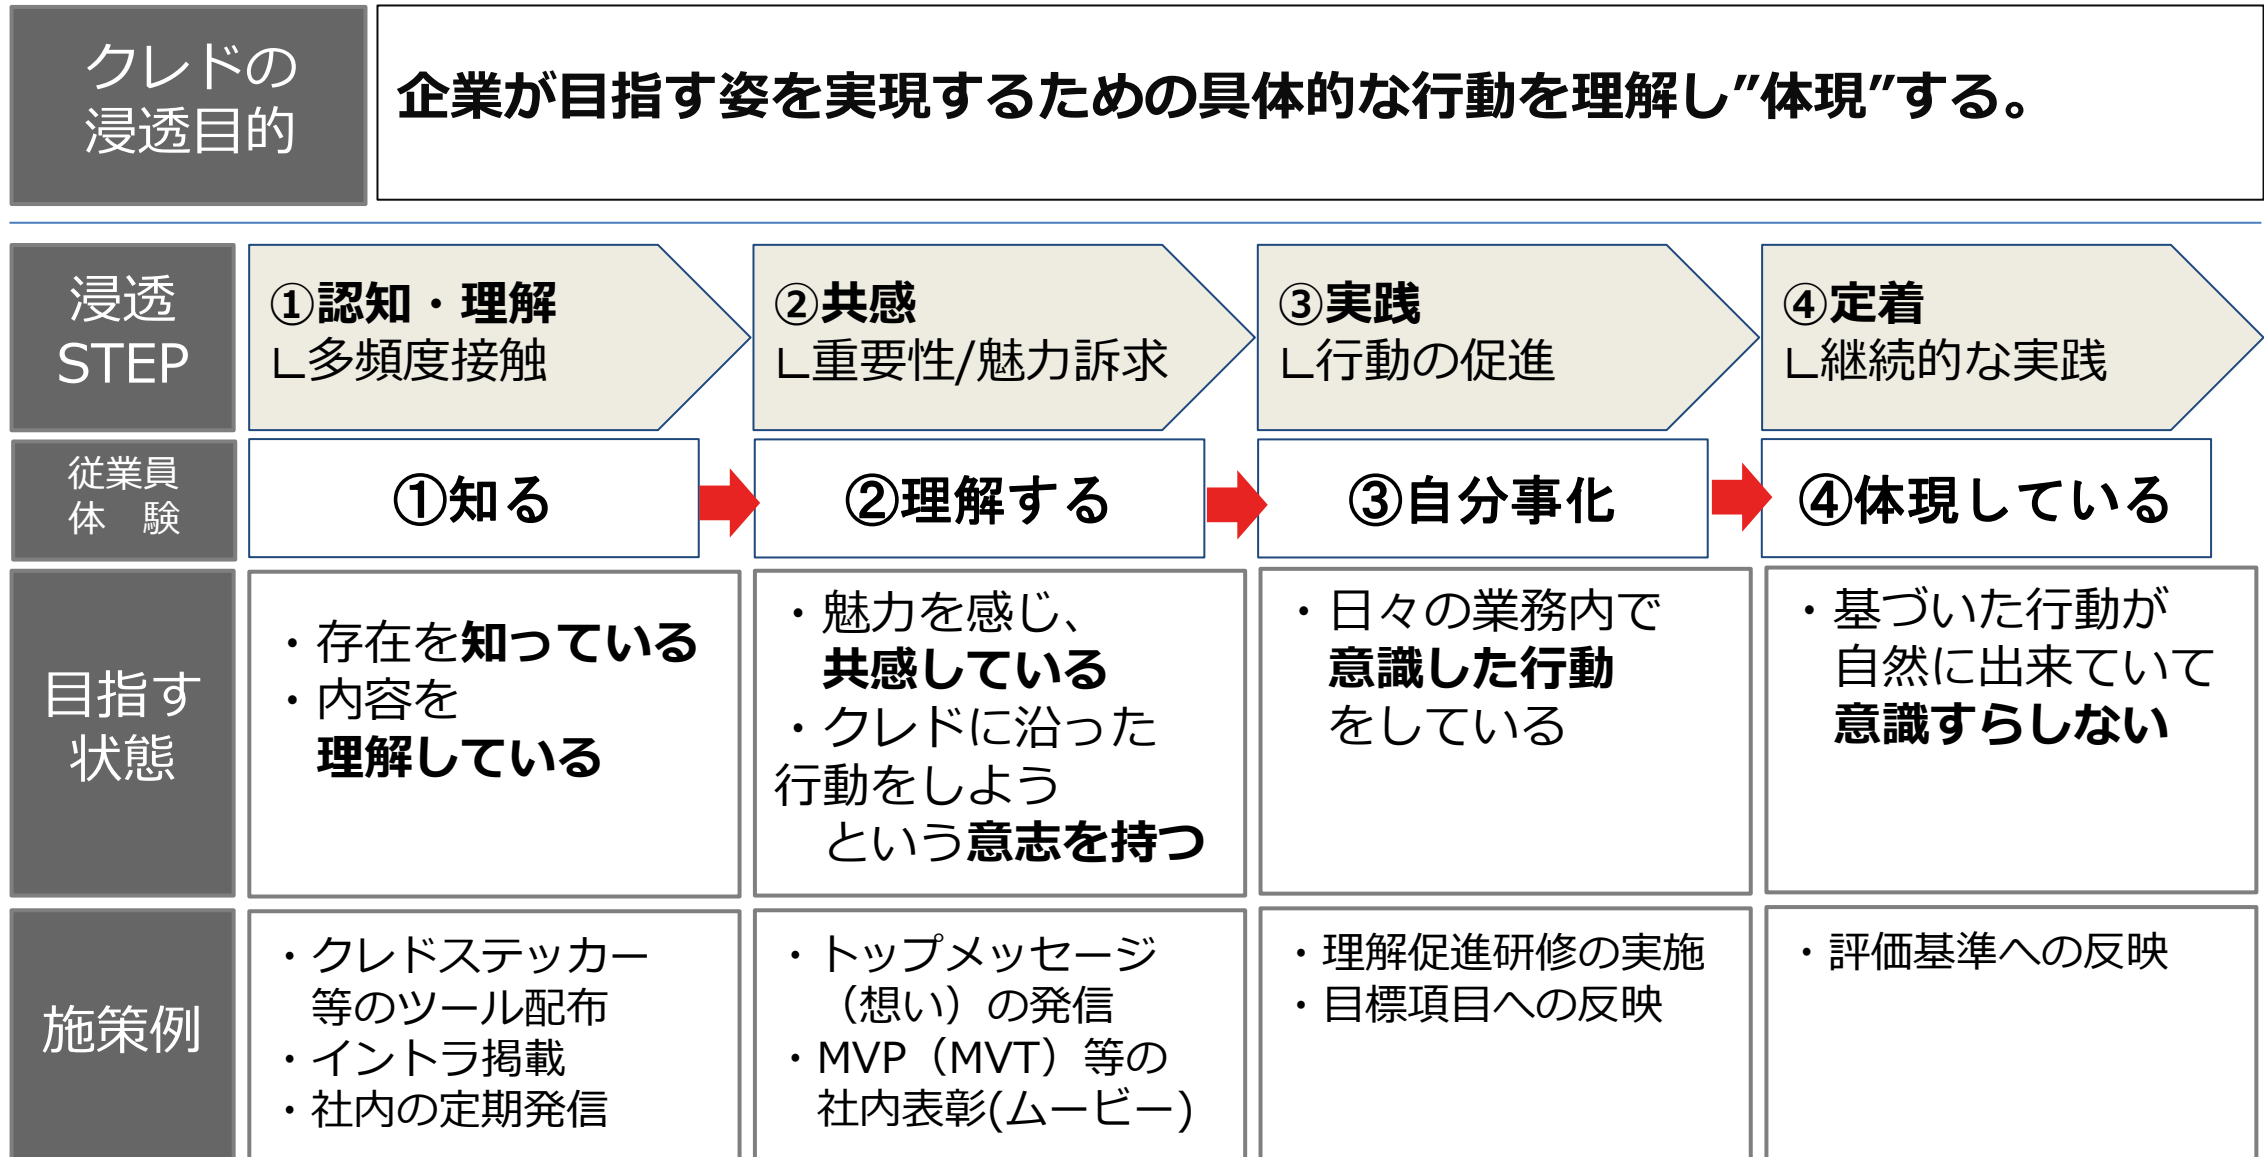 クレドの
浸透目的
企業が目指す姿を実現するための具体的な行動を理解し”体現”する。
浸透
STEP
①認知・理解
∟多頻度接触
②共感
∟重要性/魅力訴求
③実践
∟行動の促進
④定着
∟継続的な実践
従業員
体　験
①知る
②理解する
③自分事化
④体現している
目指す
状態
・存在を知っている
・内容を
理解している
・魅力を感じ、
共感している
・クレドに沿った
行動をしよう
という意志を持つ
・日々の業務内で
意識した行動
をしている
・基づいた行動が
自然に出来ていて
意識すらしない
施策例
・クレドステッカー
等のツール配布
・イントラ掲載
・社内の定期発信
・トップメッセージ
（想い）の発信
・MVP（MVT）等の
社内表彰(ムービー)
・理解促進研修の実施
・目標項目への反映
・評価基準への反映